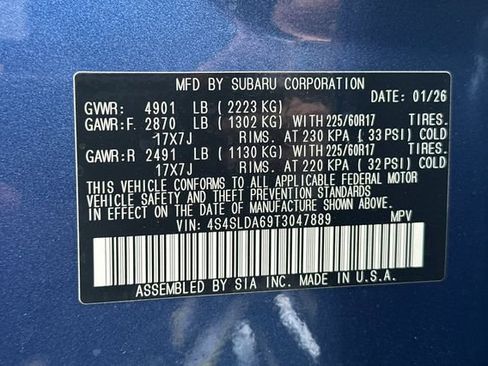 MFD BY SUBARU CORPORATION
DATE: 01/26
GVWR: 4901 LB ( 2223 KG)
GAWR:F 2870 LB ( 1302 KG) WITH 225/60R17 TIRES.
17X7J RIMS. AT 230 KPA ( 33 PSI) COLD
GAWR:R 2491 LB ( 1130 KG) WITH 225/60R17 TIRES.
17X7J RIMS. AT 220 KPA ( 32 PSI) COLD
THIS VEHICLE CONFORMS TO ALL APPLICABLE FEDERAL MOTOR
VEHICLE SAFETY AND THEFT PREVENTION STANDARDS
IN EFFECT ON THE DATE OF MANUFACTURE SHOWN ABOVE.
VIN: 4S4SLDA69T3047889 MPV
ASSEMBLED BY SIA INC. MADE IN U.S.A.